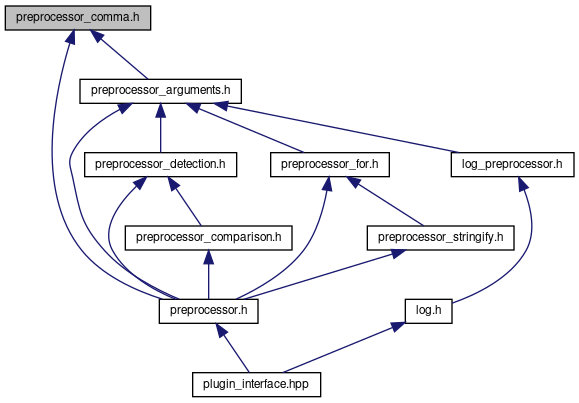 preprocessor_comma.h
preprocessor_arguments.h
preprocessor_detection.h
preprocessor_for.h
log_preprocessor.h
preprocessor_comparison.h
preprocessor_stringify.h
preprocessor.h
log.h
plugin_interface.hpp